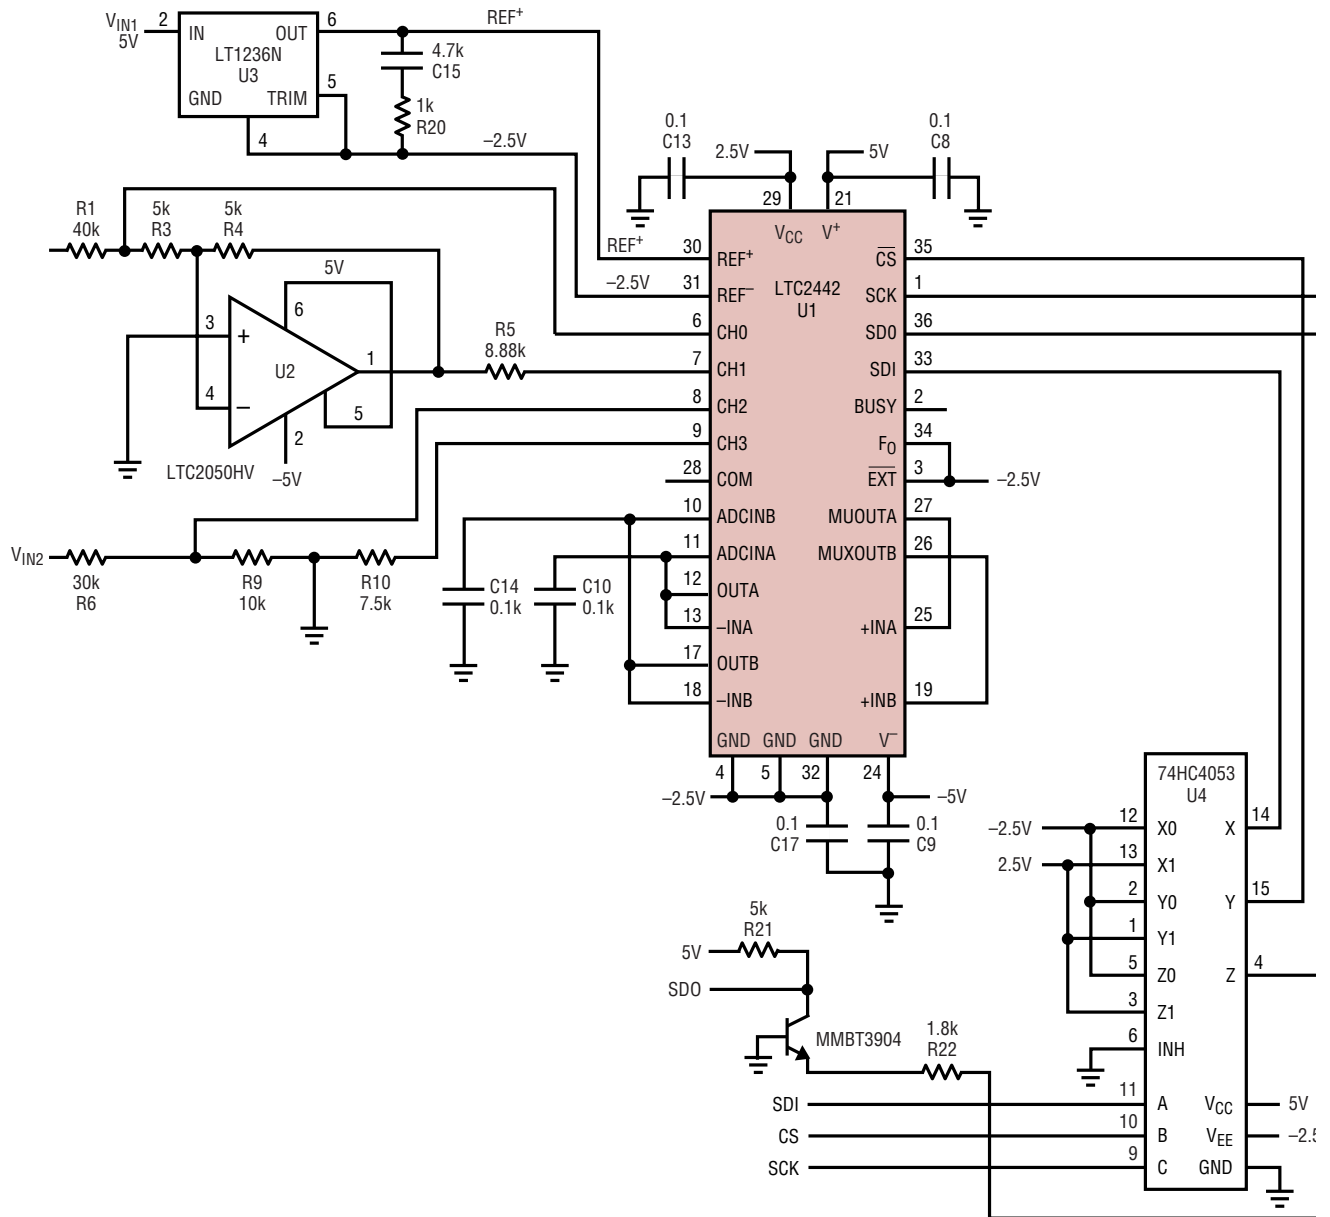 VIN1
5V
2
IN
OUT
6
REF+
LT1236N
U3
GND
TRIM
5
4
4.7k
C15
1k
R20
–2.5V
0.1
C13
2.5V
0.1
C8
5V
29
21
VCC
V+
R1
40k
5k
R3
5k
R4
REF+
30
REF+
CS
35
–2.5V
31
REF–
LTC2442
U1
SCK
1
5V
6
6
CH0
SD0
36
3
+
U2
1
R5
8.88k
7
CH1
SDI
33
4
–
5
8
CH2
BUSY
2
2
9
CH3
FO
34
LTC2050HV
–5V
28
COM
EXT
3
–2.5V
10
ADCINB
MUOUTA
27
VIN2
30k
R6
R9
10k
R10
7.5k
11
ADCINA
MUXOUTB
26
C14
0.1k
C10
0.1k
12
OUTA
13
–INA
+INA
25
17
OUTB
18
–INB
+INB
19
GND
GND
GND
V–
4
5
32
24
–2.5V
–5V
0.1
C17
0.1
C9
74HC4053
U4
–2.5V
12
X0
X
14
2.5V
13
X1
2
Y0
Y
15
1
Y1
5
Z0
Z
4
3
Z1
6
INH
5k
R21
5V
SDO
MMBT3904
1.8k
R22
SDI
11
A
VCC
5V
CS
10
B
VEE
–2.5
SCK
9
C
GND